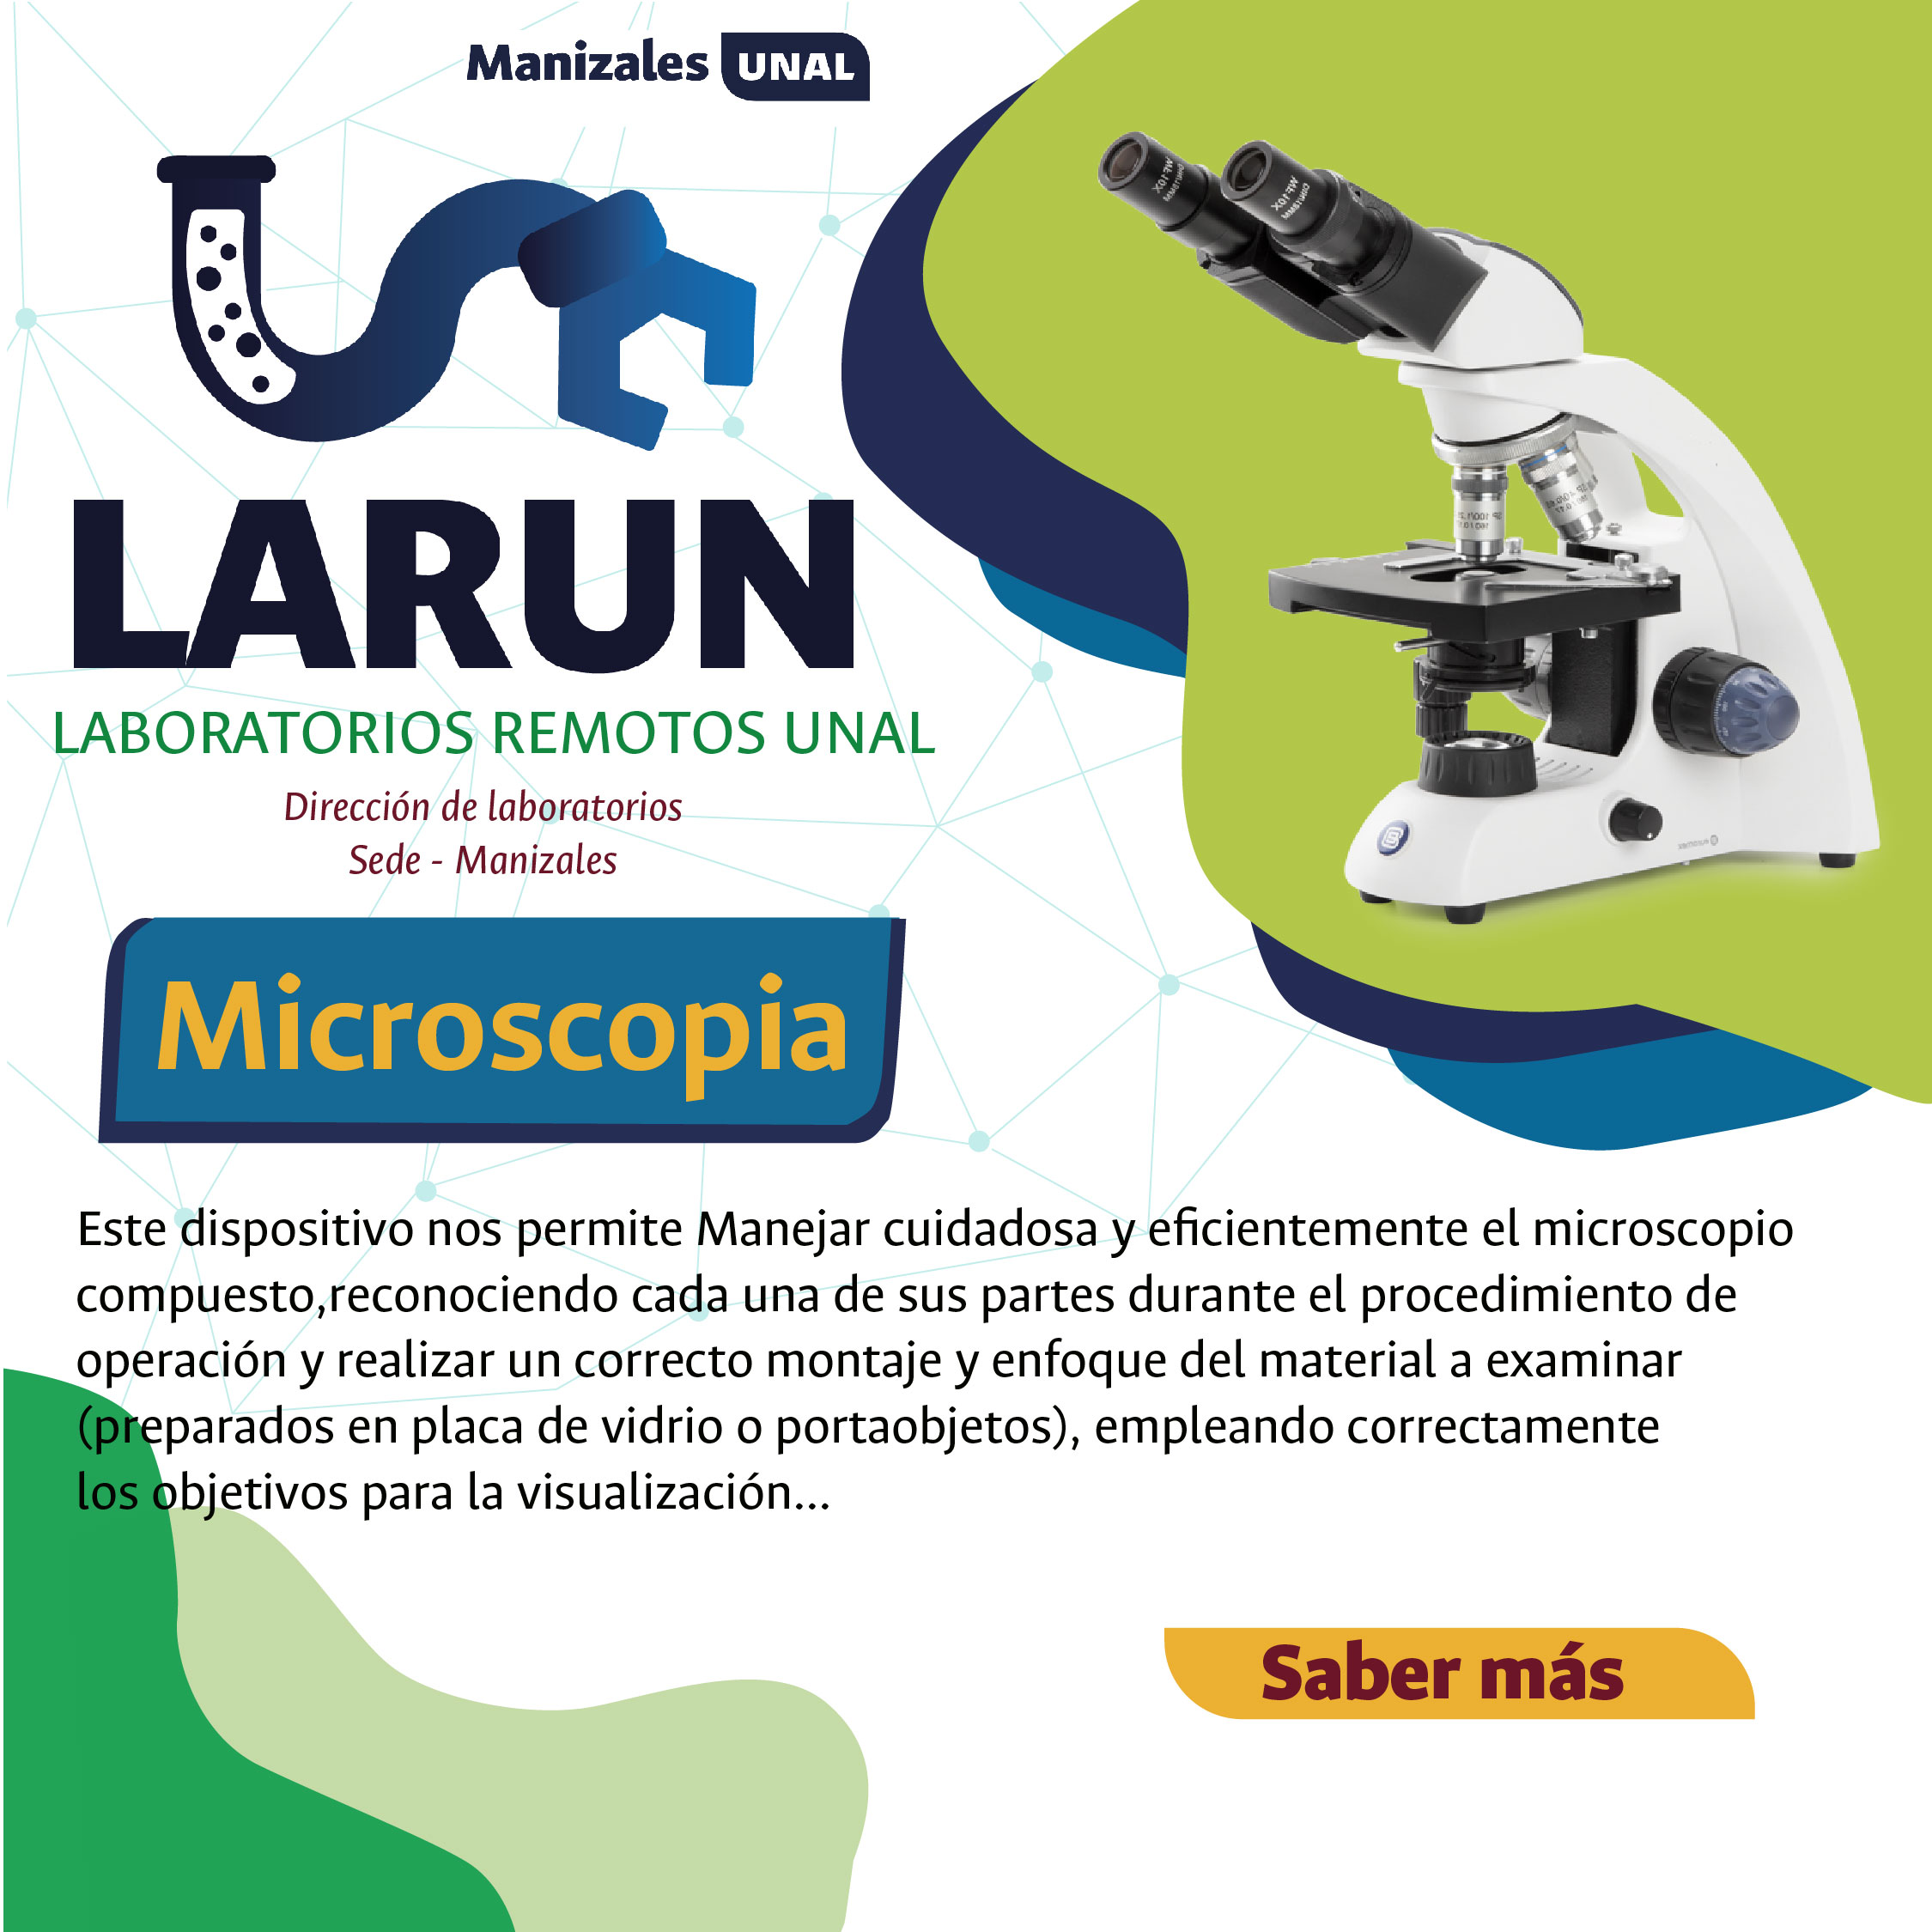 Manizales UNAL
LARUN
LABORATORIOS REMOTOS UNAL
Dirección de laboratorios
Sede - Manizales
WF10X
WF10X
Microscopia
Este dispositivo nos permite Manejar cuidadosa y eficientemente el microscopio
compuesto,reconociendo cada una de sus partes durante el procedimiento de
operación y realizar un correcto montaje y enfoque del material a examinar
(preparados en placa de vidrio o portaobjetos), empleando correctamente
los objetivos para la visualización...
Saber más